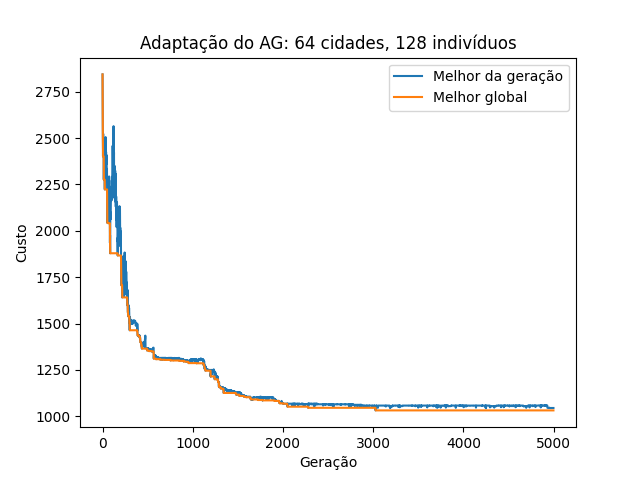 Adaptação do AG: 64 cidades, 128 indivíduos
Melhor da geração
Melhor global
2750
2500
2250
2000
1750
1500
1250
1000
Custo
0 1000 2000 3000 4000 5000
Geração